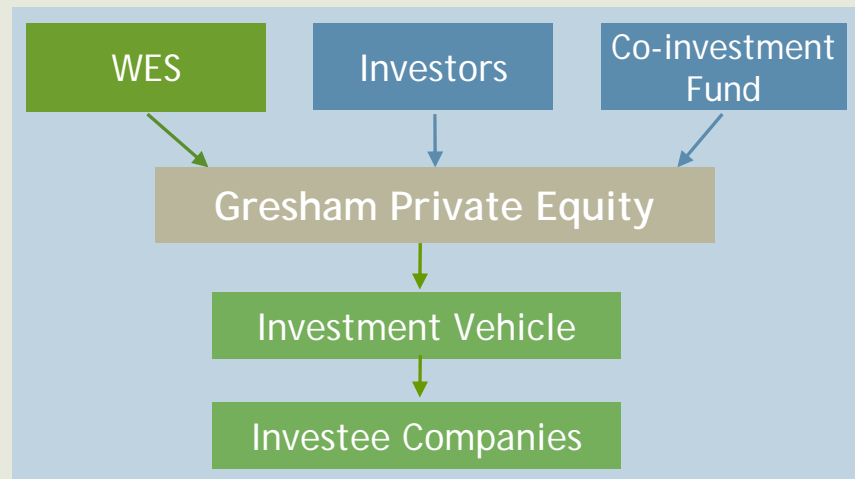 WES
Investors
Co-investment
Fund
Gresham Private Equity
Investment Vehicle
Investee Companies